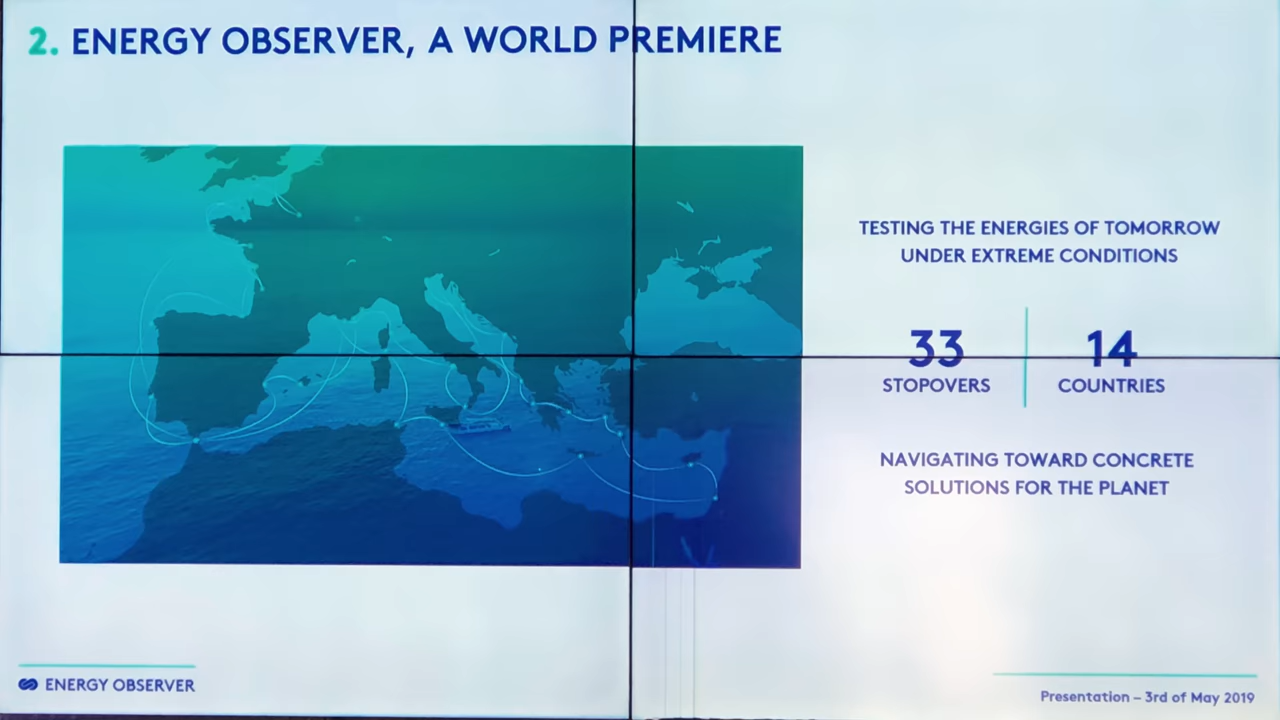 2. ENERGY OBSERVER, A WORLD PREMIERE
TESTING THE ENERGIES OF TOMORROW
UNDER EXTREME CONDITIONS
33
STOPOVERS
14
COUNTRIES
NAVIGATING TOWARD CONCRETE
SOLUTIONS FOR THE PLANET
ENERGY OBSERVER
Presentation – 3rd of May 2019